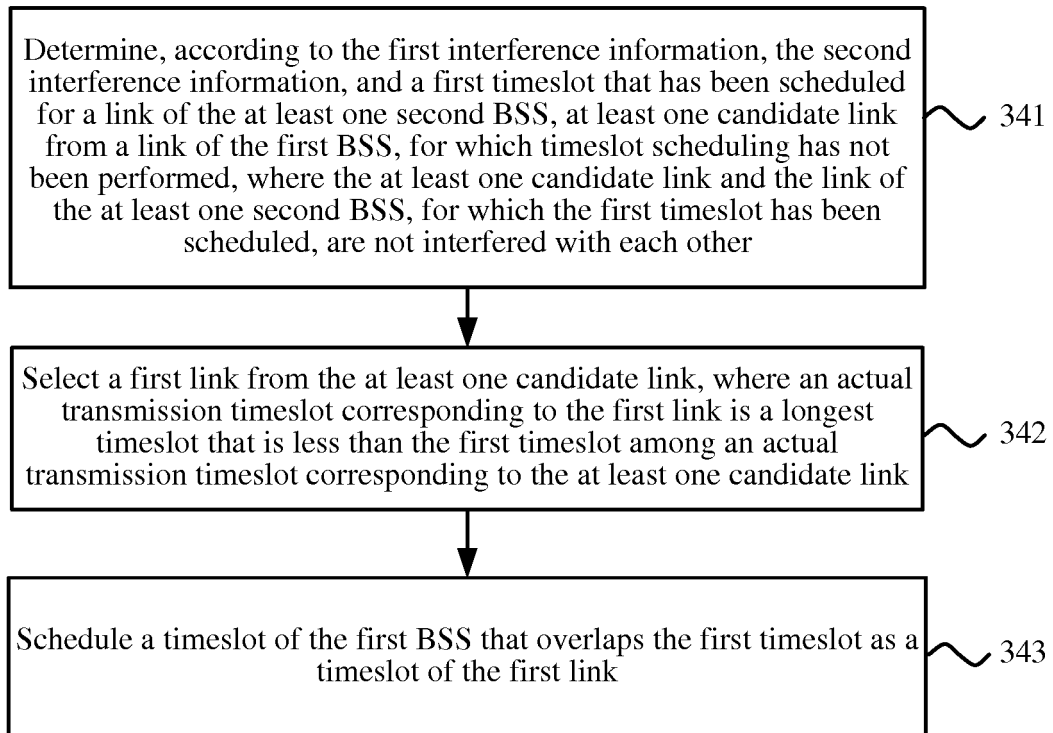 Determine, according to the first interference information, the second
interference information, and a first timeslot that has been scheduled
for a link of the at least one second BSS, at least one candidate link
from a link of the first BSS, for which timeslot scheduling has not
been performed, where the at least one candidate link and the link of
the at least one second BSS, for which the first timeslot has been
scheduled, are not interfered with each other
341
Select a first link from the at least one candidate link, where an actual
transmission timeslot corresponding to the first link is a longest
timeslot that is less than the first timeslot among an actual
transmission timeslot corresponding to the at least one candidate link
342
Schedule a timeslot of the first BSS that overlaps the first timeslot as a
timeslot of the first link
343